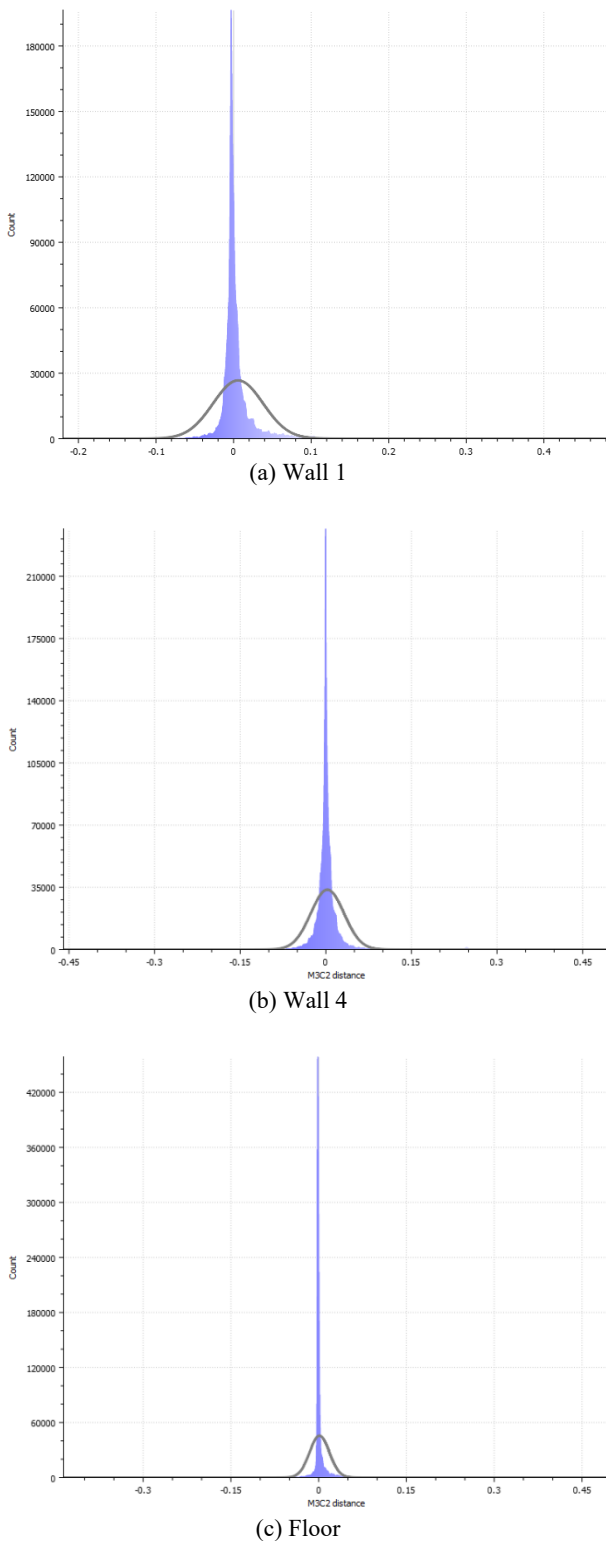 180000
150000
120000
90000
60000
30000
0
Count
-0.2 -0.1 0 0.1 0.2 0.3 0.4
(a) Wall 1
210000
175000
140000
105000
70000
35000
0
Count
-0.45 -0.3 -0.15 0 0.15 0.3 0.45
M3C2 distance
(b) Wall 4
420000
360000
300000
240000
180000
120000
60000
0
Count
-0.3 -0.15 0 0.15 0.3 0.45
M3C2 distance
(c) Floor